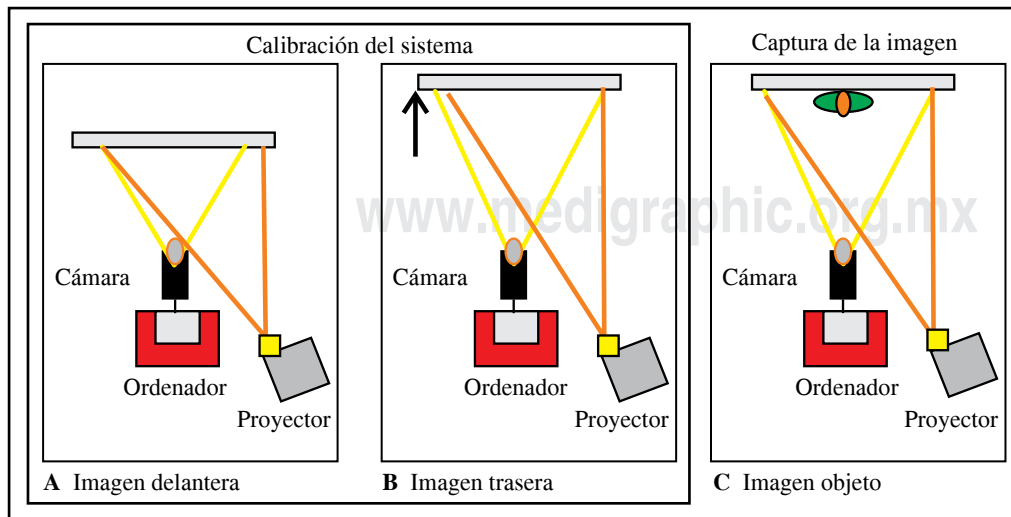 Calibración del sistema
Captura de la imagen
www.medigraphic.org.mx
Cámara
Ordenador
Proyector
A Imagen delantera
Cámara
Ordenador
Proyector
B Imagen trasera
Cámara
Ordenador
Proyector
C Imagen objeto